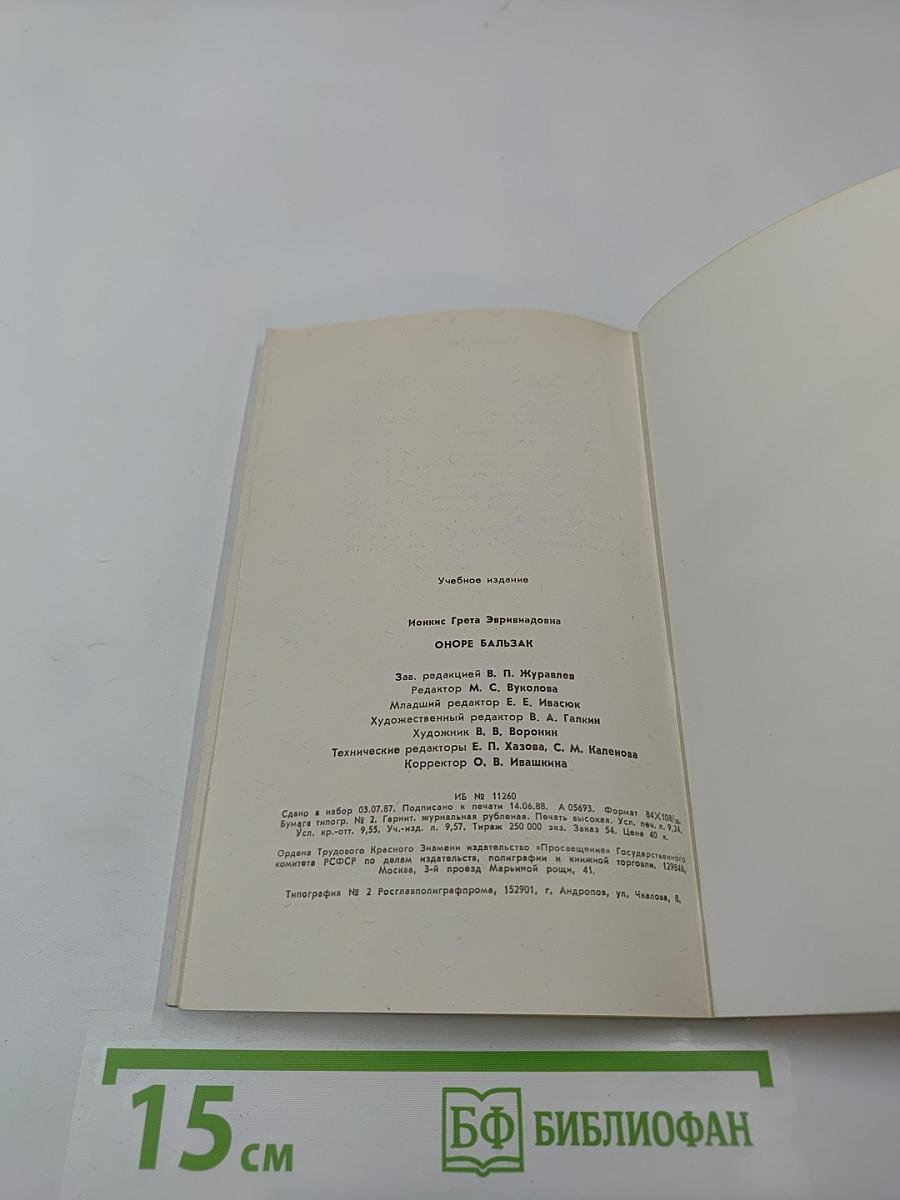 Учебное издание
Ионкис Грета Эвривиадовна
ОНОРЕ БАЛЬЗАК
Зав. редакцией В. П. Журавлев
Редактор М. С. Вуколова
Младший редактор Е. Е. Ивасюк
Художественный редактор В. А. Галкин
Художник В. В. Воронин
Технические редакторы Е. П. Хазова, С. М. Каленова
Корректор О. В. Ивашкина
ИБ № 11260
Сдано в набор 03.07.87. Подписано к печати 14.06.88. А 05693. Формат 84Х108/32.
Бумага типогр. № 2. Гарнит. журнальная рубленая. Печать высокая. Усл. печ. л. 9,24.
Усл. кр.-отт. 9,55. Уч.-изд. л. 9,57. Тираж 250 000 экз. Заказ 54. Цена 40 к.
Ордена Трудового Красного Знамени издательство «Просвещение» Государственного
комитета РСФСР по делам издательств, полиграфии и книжной торговли. 129846,
Москва, 3-й проезд Марьиной рощи, 41.
Типография № 2 Росглавполиграфпрома, 152901, г. Андропов, ул. Чкалова, 8.
15 см
БФ БИБЛИОФАН